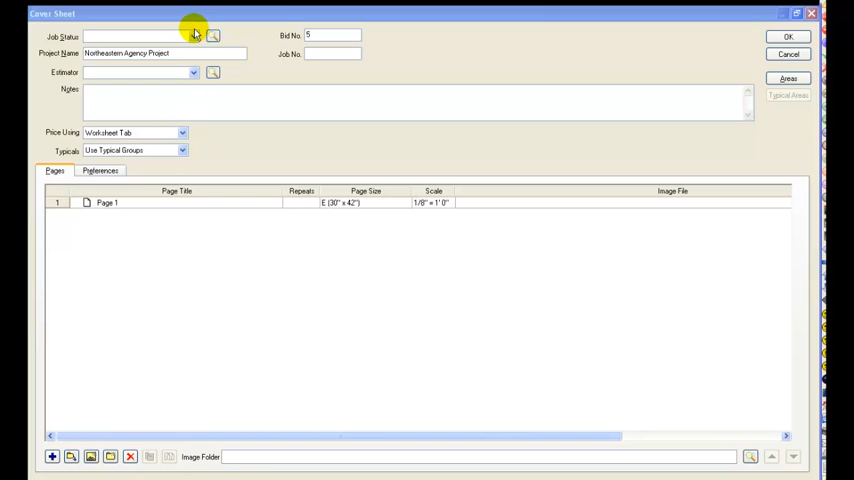 Cover Sheet
Job Status
Bid No. 5
OK
Project Name Northeastern Agency Project
Job No.
Cancel
Estimator
Areas
Notes
Typical Areas
Price Using Worksheet Tab
Typicals Use Typical Groups
Pages Preferences
Page Title Repeats Page Size Scale Image File
1 Page 1 E (30" x 42") 1/8" = 1' 0"
Image Folder